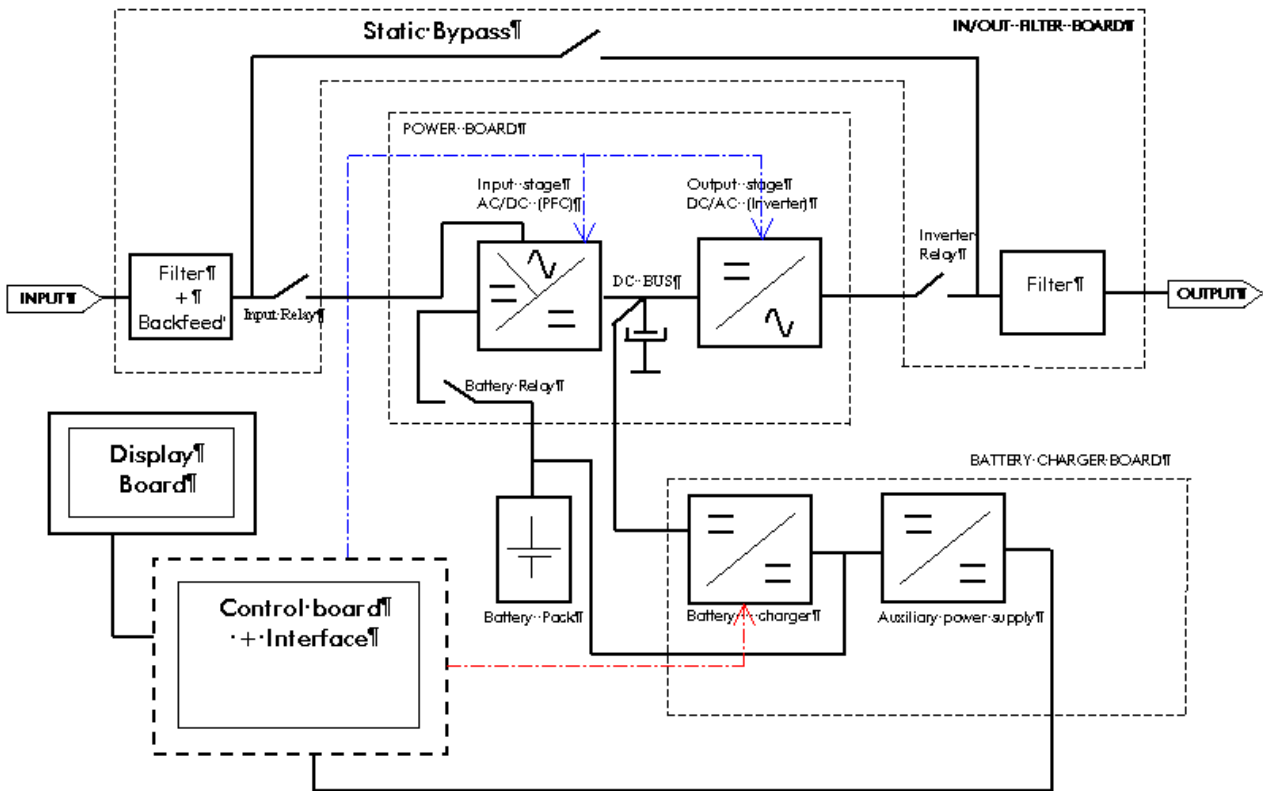 Static·Bypass¶
IN/OUT··FILTER··BOARD¶
POWER··BOARD¶
Input··stage¶
AC/DC··(PFC)¶
Output··stage¶
DC/AC··(Inverter)¶
Inverter·
Relay¶
INPUT¶
Filter¶
+·¶
Backfeed'
Input·Relay¶
DC··BUS¶
Filter¶
OUTPUT¶
Battery·Relay¶
Display¶
Board¶
BATTERY·CHARGER·BOARD¶
Control·board¶
·+·Interface¶
Battery··Pack¶
Battery····charger¶
Auxiliary·power·supply¶